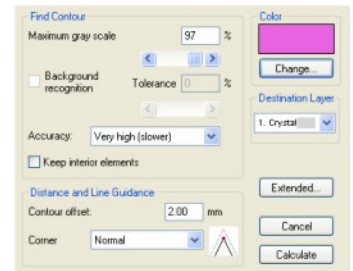 Find Contour
Maximum gray scale 97 %
Background recognition Tolerance 0 %
Accuracy: Very high (slower)
Keep interior elements
Distance and Line Guidance
Contour offset: 2.00 mm
Corner Normal
Color
Change...
Destination Layer
1. Crystal
Extended...
Cancel
Calculate